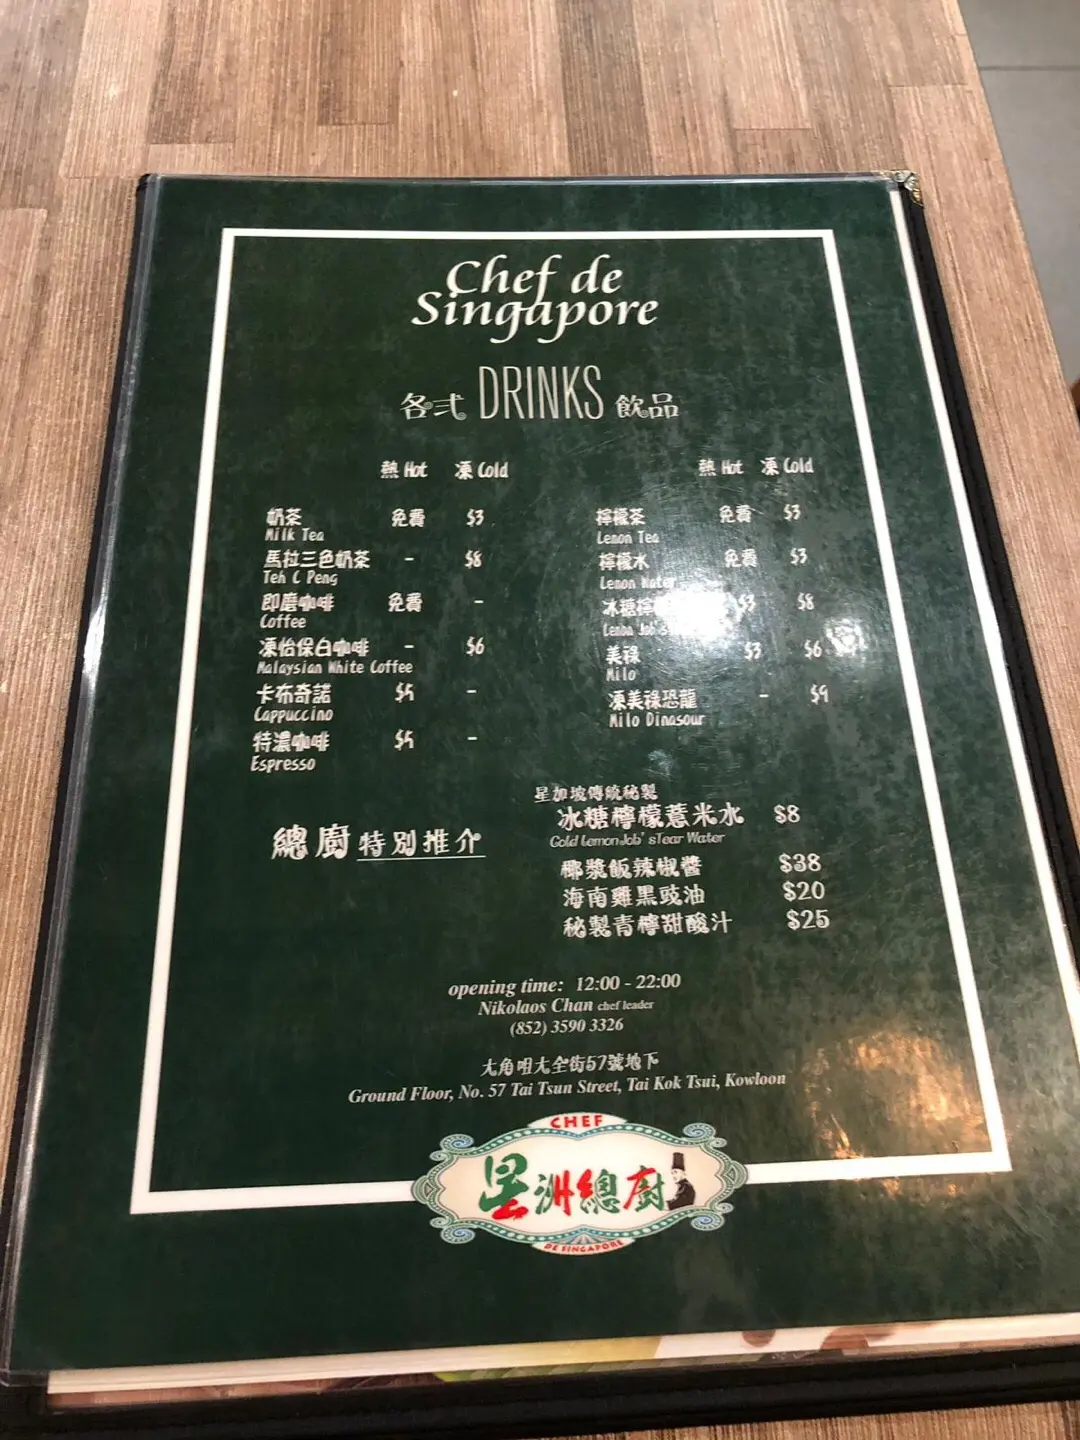 Chef de
Singapore
各式 DRINKS 飲品
熱 Hot 凍 Cold
奶茶 免費 $3
Milk Tea
馬拉三色奶茶 - $8
Teh C Peng
即磨咖啡 免費 -
Coffee
凍怡保白咖啡 - $6
Malaysian White Coffee
卡布奇諾 $5 -
Cappuccino
特濃咖啡 $5 -
Espresso
熱 Hot 凍 Cold
檸檬茶 免費 $3
Lemon Tea
檸檬水 免費 $3
Lemon Water
冰糖檸 $3 $8
Lemon Job's
美祿 $3 $6
Milo
凍美祿恐龍 - $9
Milo Dinasour
總廚特別推介
星加坡傳統秘製
冰糖檸檬薏米水 $8
Cold Lemon Job' sTear Water
椰漿飯辣椒醬 $38
海南雞黑豉油 $20
秘製青檸甜酸汁 $25
opening time: 12:00 - 22:00
Nikolaos Chan chef leader
(852) 3590 3326
大角咀大全街57號地下
Ground Floor, No. 57 Tai Tsun Street, Tai Kok Tsui, Kowloon
CHEF
星洲總廚
DE SINGAPORE